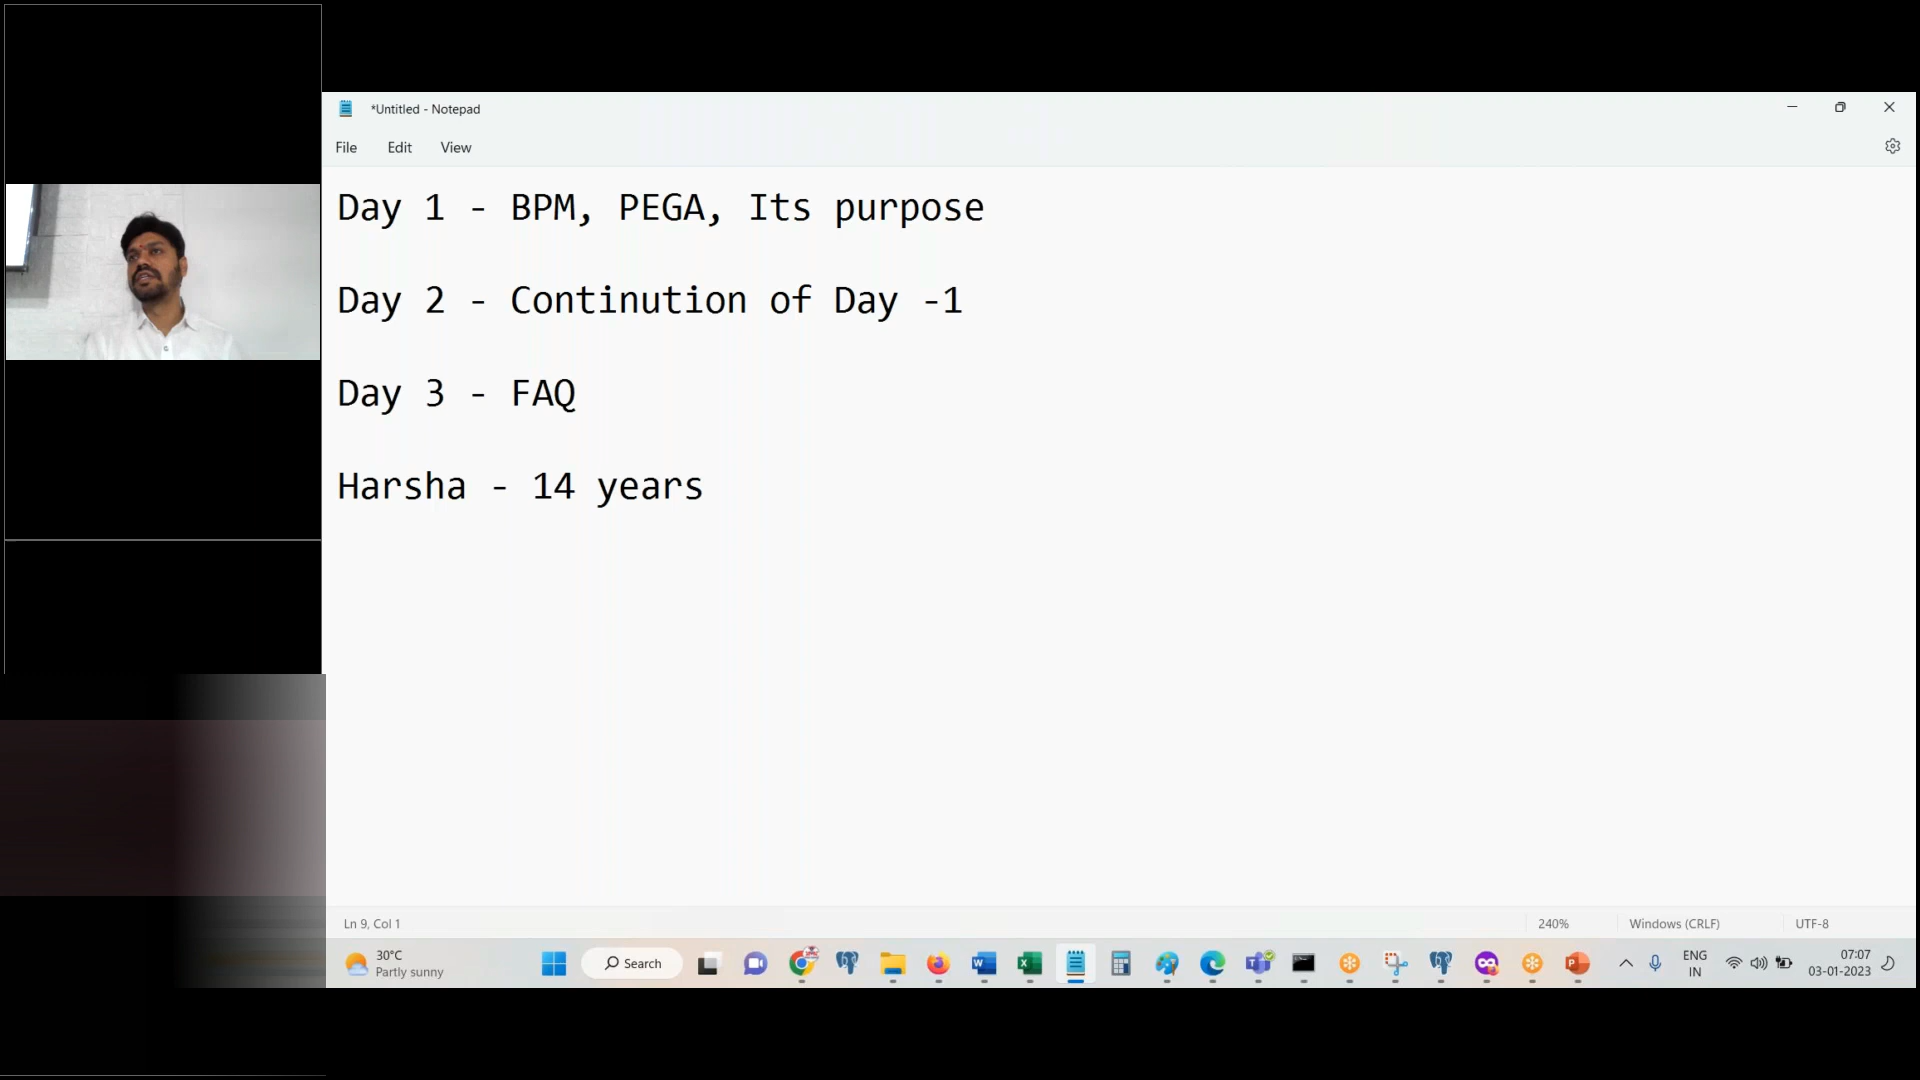 *Untitled - Notepad
File Edit View
Day 1 - BPM, PEGA, Its purpose
Day 2 - Continution of Day -1
Day 3 - FAQ
Harsha - 14 years
Ln 9, Col 1 240% Windows (CRLF) UTF-8
30°C
Partly sunny
Search
ENG
IN
07:07
03-01-2023